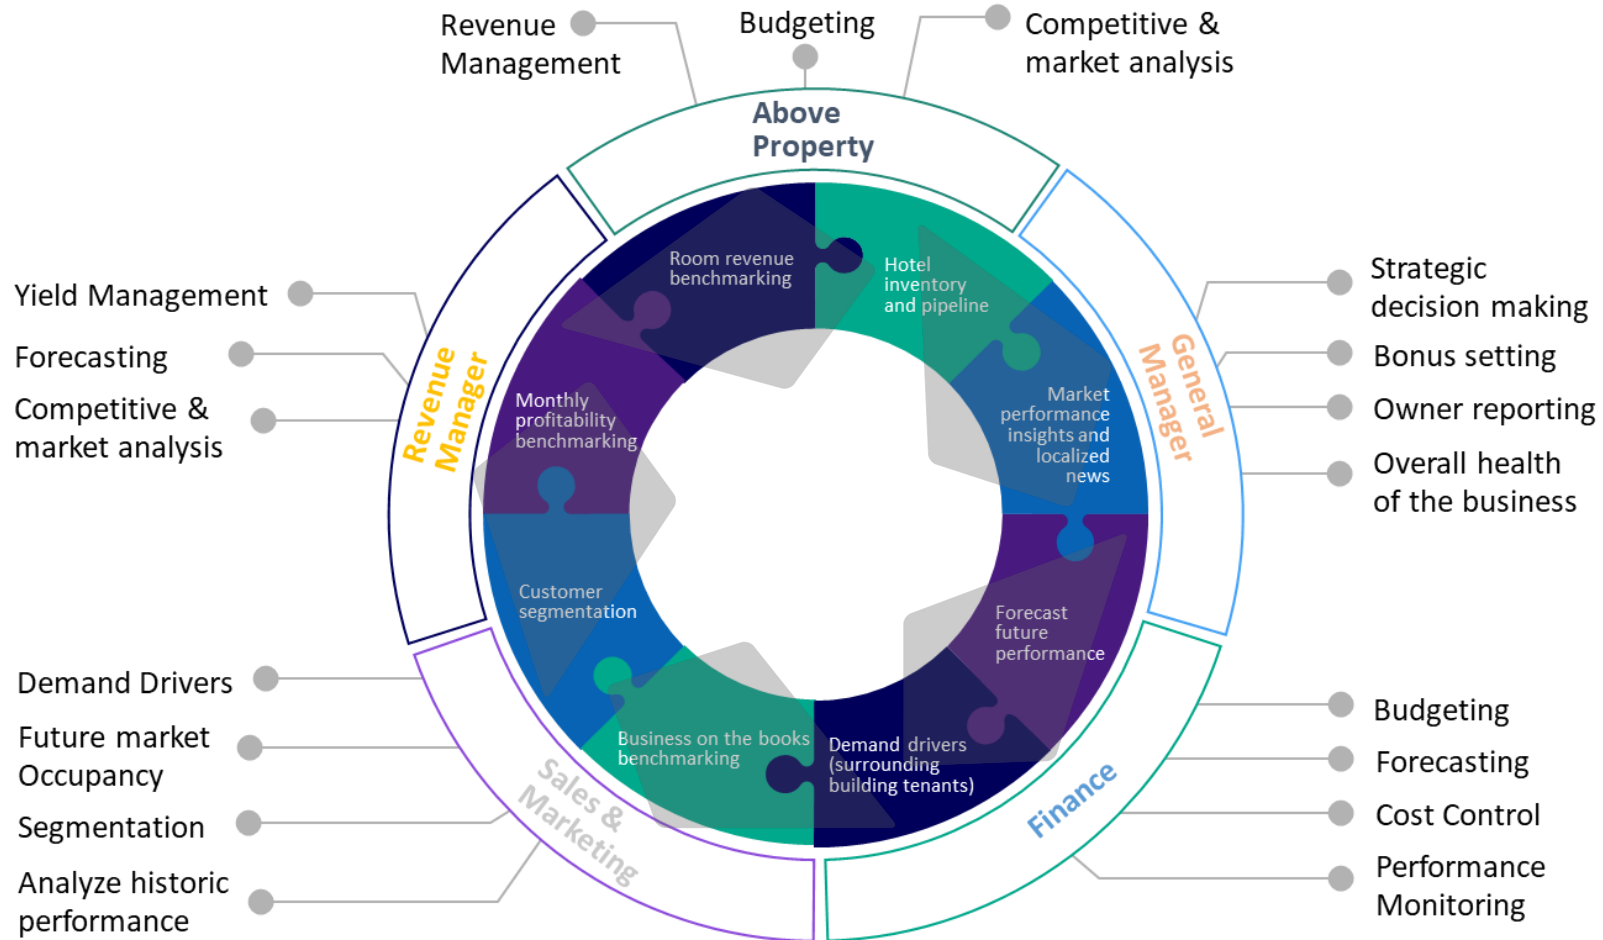 Revenue
Management
Budgeting
Competitive &
market analysis
Above
Property
Yield Management
Forecasting
Competitive &
market analysis
Revenue
Manager
General
Manager
Strategic
decision making
Bonus setting
Owner reporting
Overall health
of the business
Room revenue
benchmarking
Hotel
inventory
and pipeline
Market
performance
insights and
localized
news
Forecast
future
performance
Demand drivers
(surrounding
building tenants)
Business on the books
benchmarking
Customer
segmentation
Monthly
profitability
benchmarking
Demand Drivers
Future market
Occupancy
Segmentation
Analyze historic
performance
Sales &
Marketing
Finance
Budgeting
Forecasting
Cost Control
Performance
Monitoring